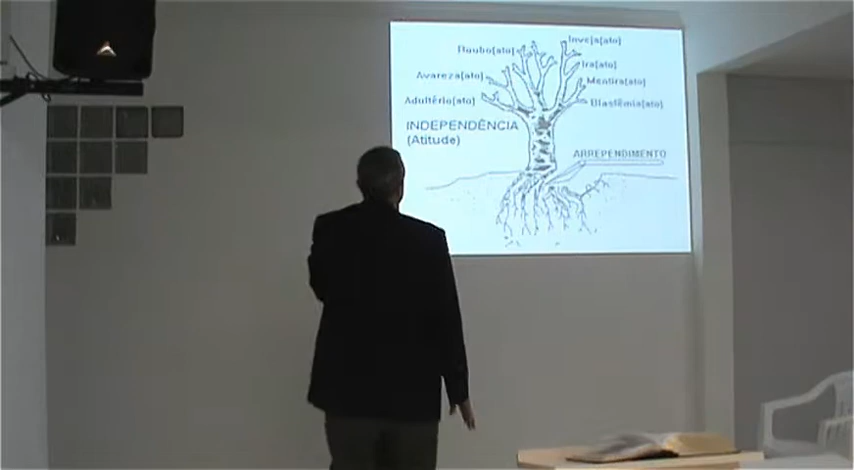 Inveja(ato)
Roubo(ato)
Ira(ato)
Avareza(ato)
Mentira(ato)
Adultério(ato)
Blasfêmia(ato)
INDEPENDÊNCIA
(Atitude)
ARREPENDIMENTO